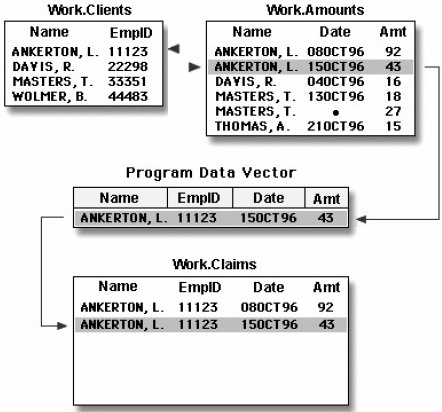 Work.Clients
Name EmpID
ANKERTON, L. 11123
DAVIS, R. 22298
MASTERS, T. 33351
WOLMER, B. 44483
Work.Amounts
Name Date Amt
ANKERTON, L. 08OCT96 92
ANKERTON, L. 15OCT96 43
DAVIS, R. 04OCT96 16
MASTERS, T. 13OCT96 18
MASTERS, T. • 27
THOMAS, A. 21OCT96 15
Program Data Vector
Name EmpID Date Amt
ANKERTON, L. 11123 15OCT96 43
Work.Claims
Name EmpID Date Amt
ANKERTON, L. 11123 08OCT96 92
ANKERTON, L. 11123 15OCT96 43